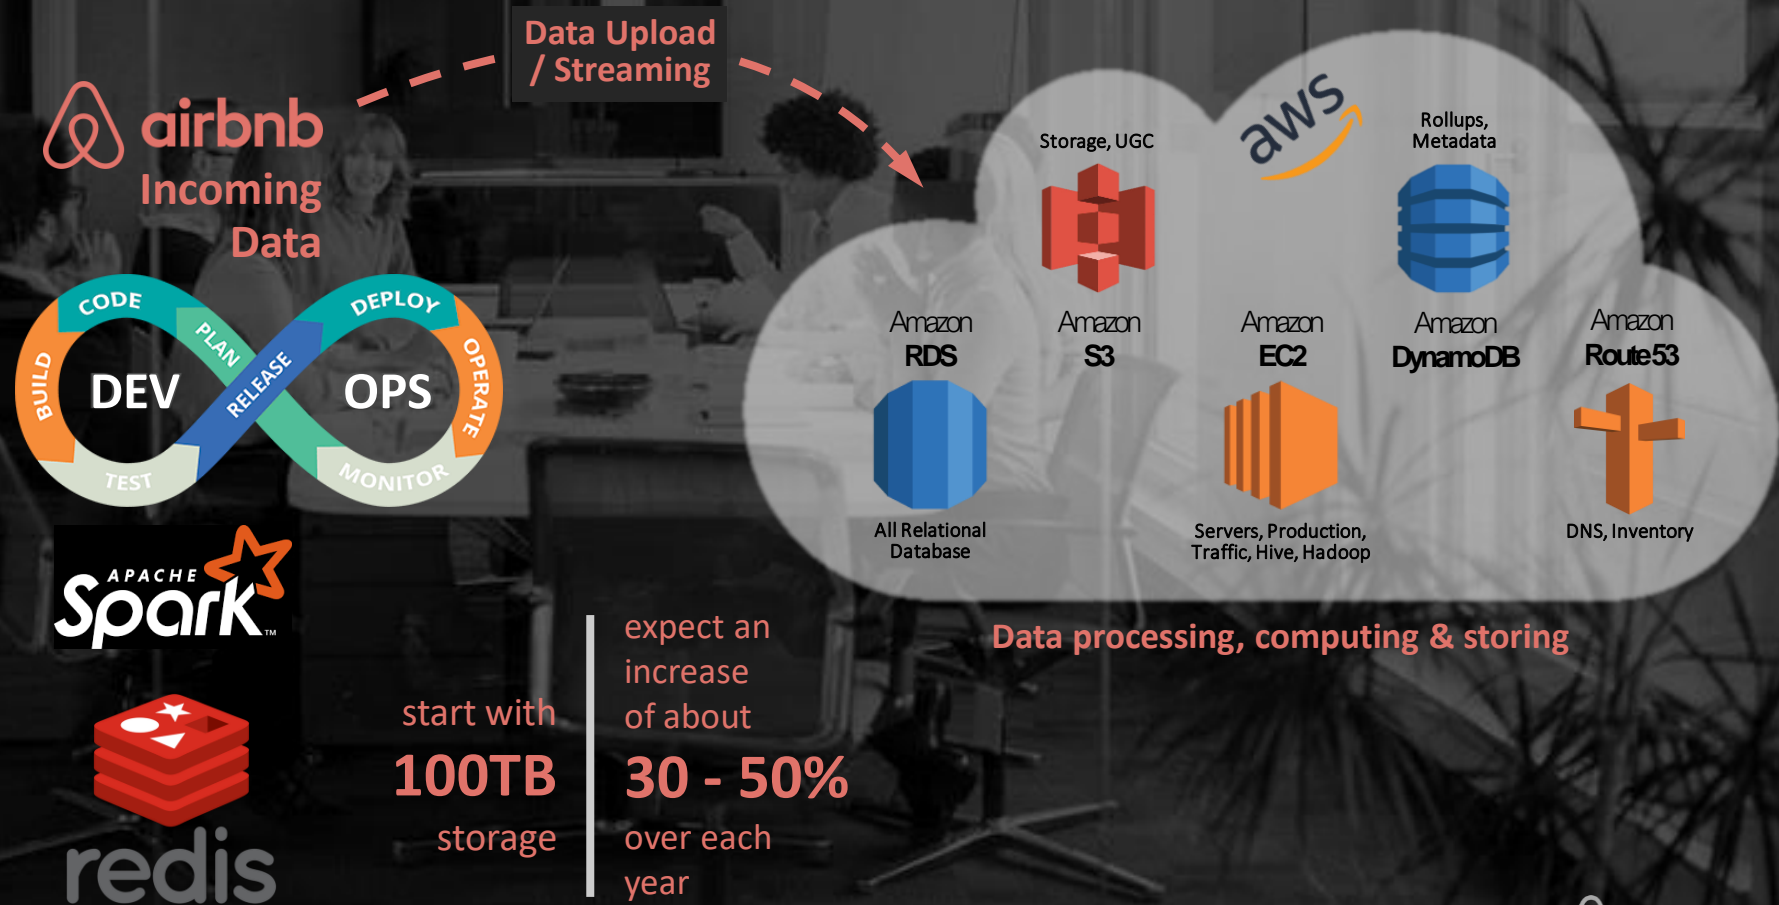 Data Upload
/ Streaming
airbnb
Incoming
Data
CODE
DEPLOY
PLAN
BUILD
DEV
RELEASE
OPS
OPERATE
TEST
MONITOR
APACHE
Spark™
redis
start with
100TB
storage
expect an
increase
of about
30 - 50%
over each
year
aws
Storage, UGC
Rollups,
Metadata
Amazon
RDS
Amazon
S3
Amazon
EC2
Amazon
DynamoDB
Amazon
Route 53
All Relational
Database
Servers, Production,
Traffic, Hive, Hadoop
DNS, Inventory
Data processing, computing & storing